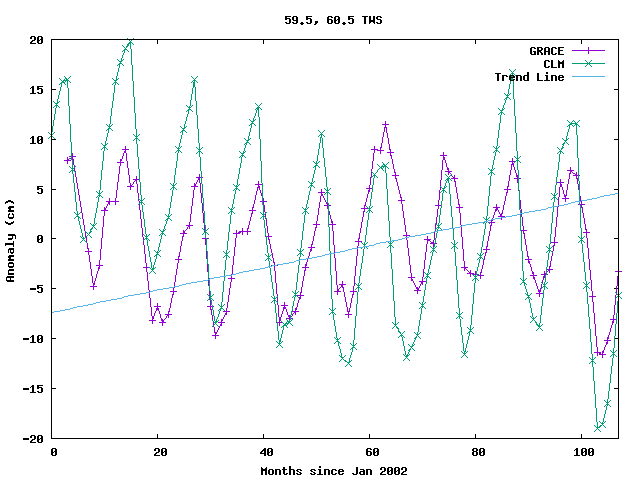 59.5, 60.5 TWS
GRACE
CLM
Trend Line
20
15
10
5
0
-5
-10
-15
-20
Anomaly (cm)
0 20 40 60 80 100
Months since Jan 2002